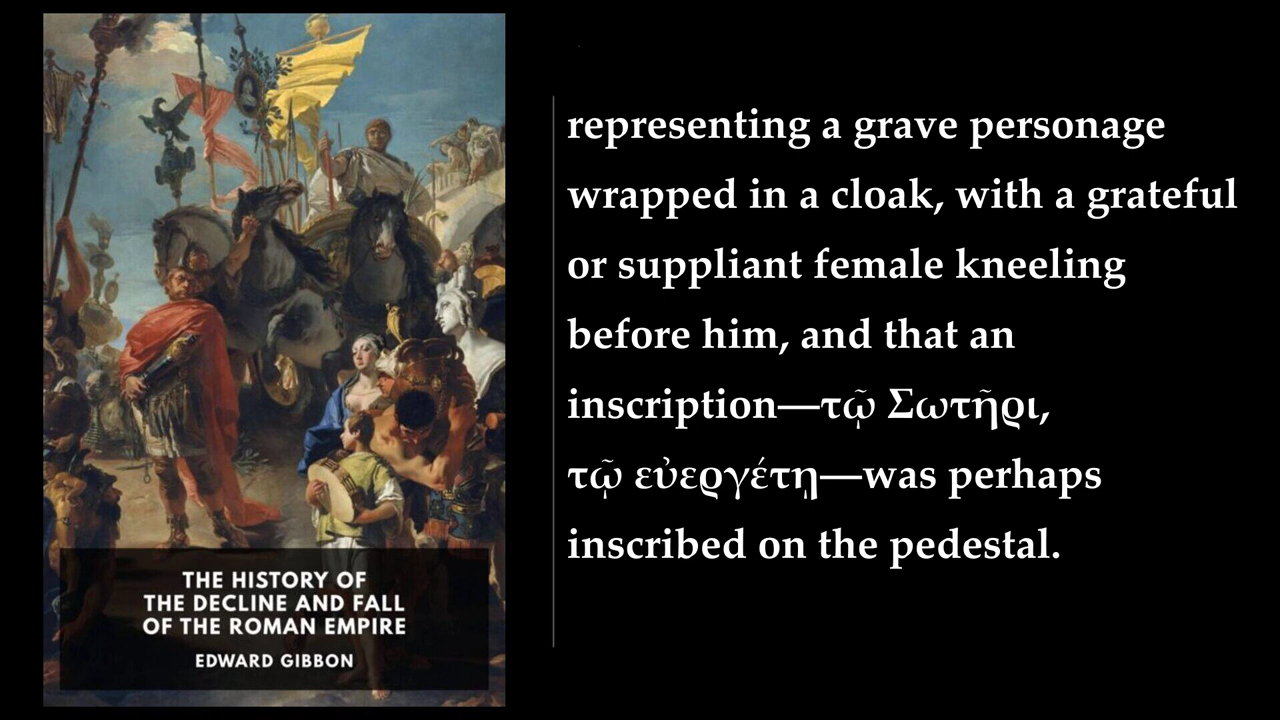 THE HISTORY OF
THE DECLINE AND FALL
OF THE ROMAN EMPIRE
EDWARD GIBBON
representing a grave personage
wrapped in a cloak, with a grateful
or suppliant female kneeling
before him, and that an
inscription—τῷ Σωτῆρι,
τῷ εὐεργέτῃ—was perhaps
inscribed on the pedestal.